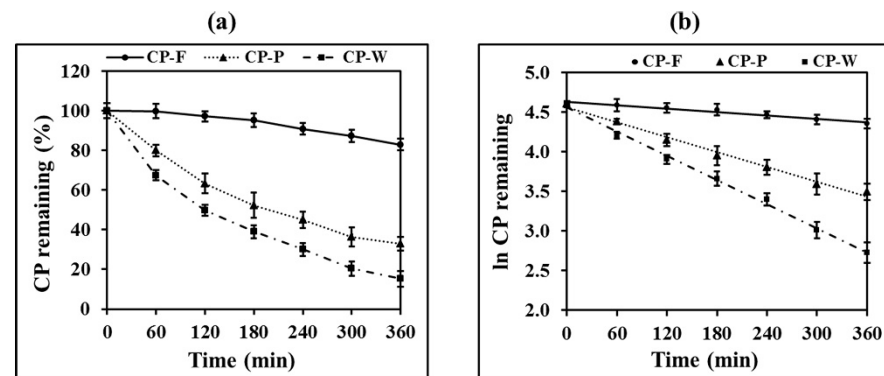 (a)
CP-F CP-P CP-W
120
100
80
60
40
20
0
CP remaining (%)
0 60 120 180 240 300 360
Time (min)
(b)
CP-F CP-P CP-W
5.0
4.5
4.0
3.5
3.0
2.5
2.0
ln CP remaining
0 60 120 180 240 300 360
Time (min)